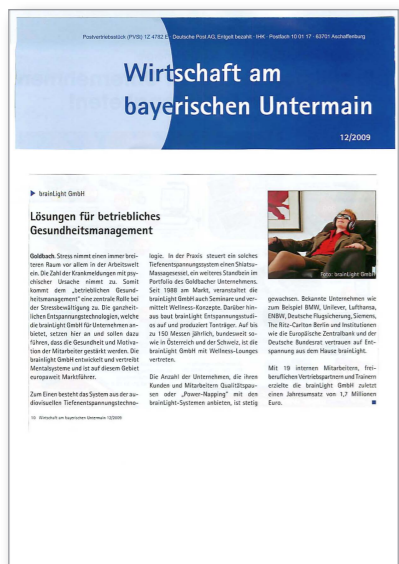 Postvertriebsstück (PVSt) 1Z 4782 E · Deutsche Post AG, Entgelt bezahlt · IHK · Postfach 10 01 17 · 63701 Aschaffenburg
Wirtschaft am
bayerischen Untermain
12/2009
brainLight GmbH
Lösungen für betriebliches
Gesundheitsmanagement
Goldbach. Stress nimmt einen immer brei-
teren Raum vor allem in der Arbeitswelt
ein. Die Zahl der Krankmeldungen mit psy-
chischer Ursache nimmt zu. Somit
kommt dem „betrieblichen Gesund-
heitsmanagement" eine zentrale Rolle bei
der Stressbewältigung zu. Die ganzheit-
lichen Entspannungstechnologien, welche
die brainLight GmbH für Unternehmen an-
bietet, setzen hier an und sollen dazu
führen, dass die Gesundheit und Motiva-
tion der Mitarbeiter gestärkt werden. Die
brainlight GmbH entwickelt und vertreibt
Mentalsysteme und ist auf diesem Gebiet
europaweit Marktführer.
Zum Einen besteht das System aus der au-
diovisuellen Tiefenentspannungstechno-
logie. In der Praxis steuert ein solches
Tiefenentspannungssystem einen Shiatsu-
Massagesessel, ein weiteres Standbein im
Portfolio des Goldbacher Unternehmens.
Seit 1988 am Markt, veranstaltet die
brainLight GmbH auch Seminare und ver-
mittelt Wellness-Konzepte. Darüber hin-
aus baut brainLight Entspannungsstudi-
os auf und produziert Tonträger. Auf bis
zu 150 Messen jährlich, bundesweit so-
wie in Österreich und der Schweiz, ist die
brainLight GmbH mit Wellness-Lounges
vertreten.
Die Anzahl der Unternehmen, die ihren
Kunden und Mitarbeitern Qualitätspau-
sen oder „Power-Napping" mit den
brainLight-Systemen anbieten, ist stetig
Foto: brainLight GmbH
gewachsen. Bekannte Unternehmen wie
zum Beispiel BMW, Unilever, Lufthansa,
ENBW, Deutsche Flugsicherung, Siemens,
The Ritz-Carlton Berlin und Institutionen
wie die Europäische Zentralbank und der
Deutsche Bundesrat vertrauen auf Ent-
spannung aus dem Hause brainLight.
Mit 19 internen Mitarbeitern, frei-
beruflichen Vertriebspartnern und Trainern
erzielte die brainLight GmbH zuletzt
einen Jahresumsatz von 1,7 Millionen
Euro.
Wirtschaft am bayerischen Untermain 12/2009